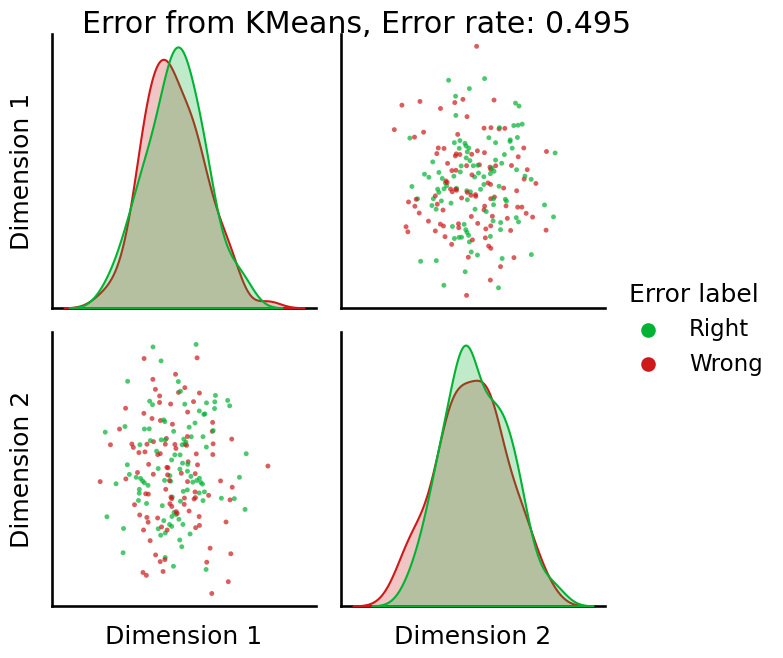 Error from KMeans, Error rate: 0.495
Dimension 1
Dimension 2
Dimension 1
Dimension 2
Error label
Right
Wrong